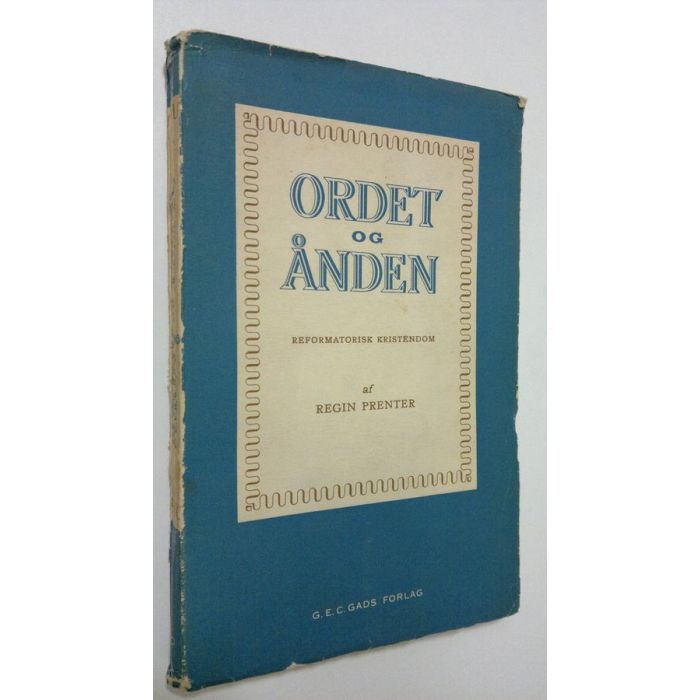 ORDET
OG
ÅNDEN
REFORMATORISK KRISTENDOM
af
REGIN PRENTER
G.E.C. GADS FORLAG